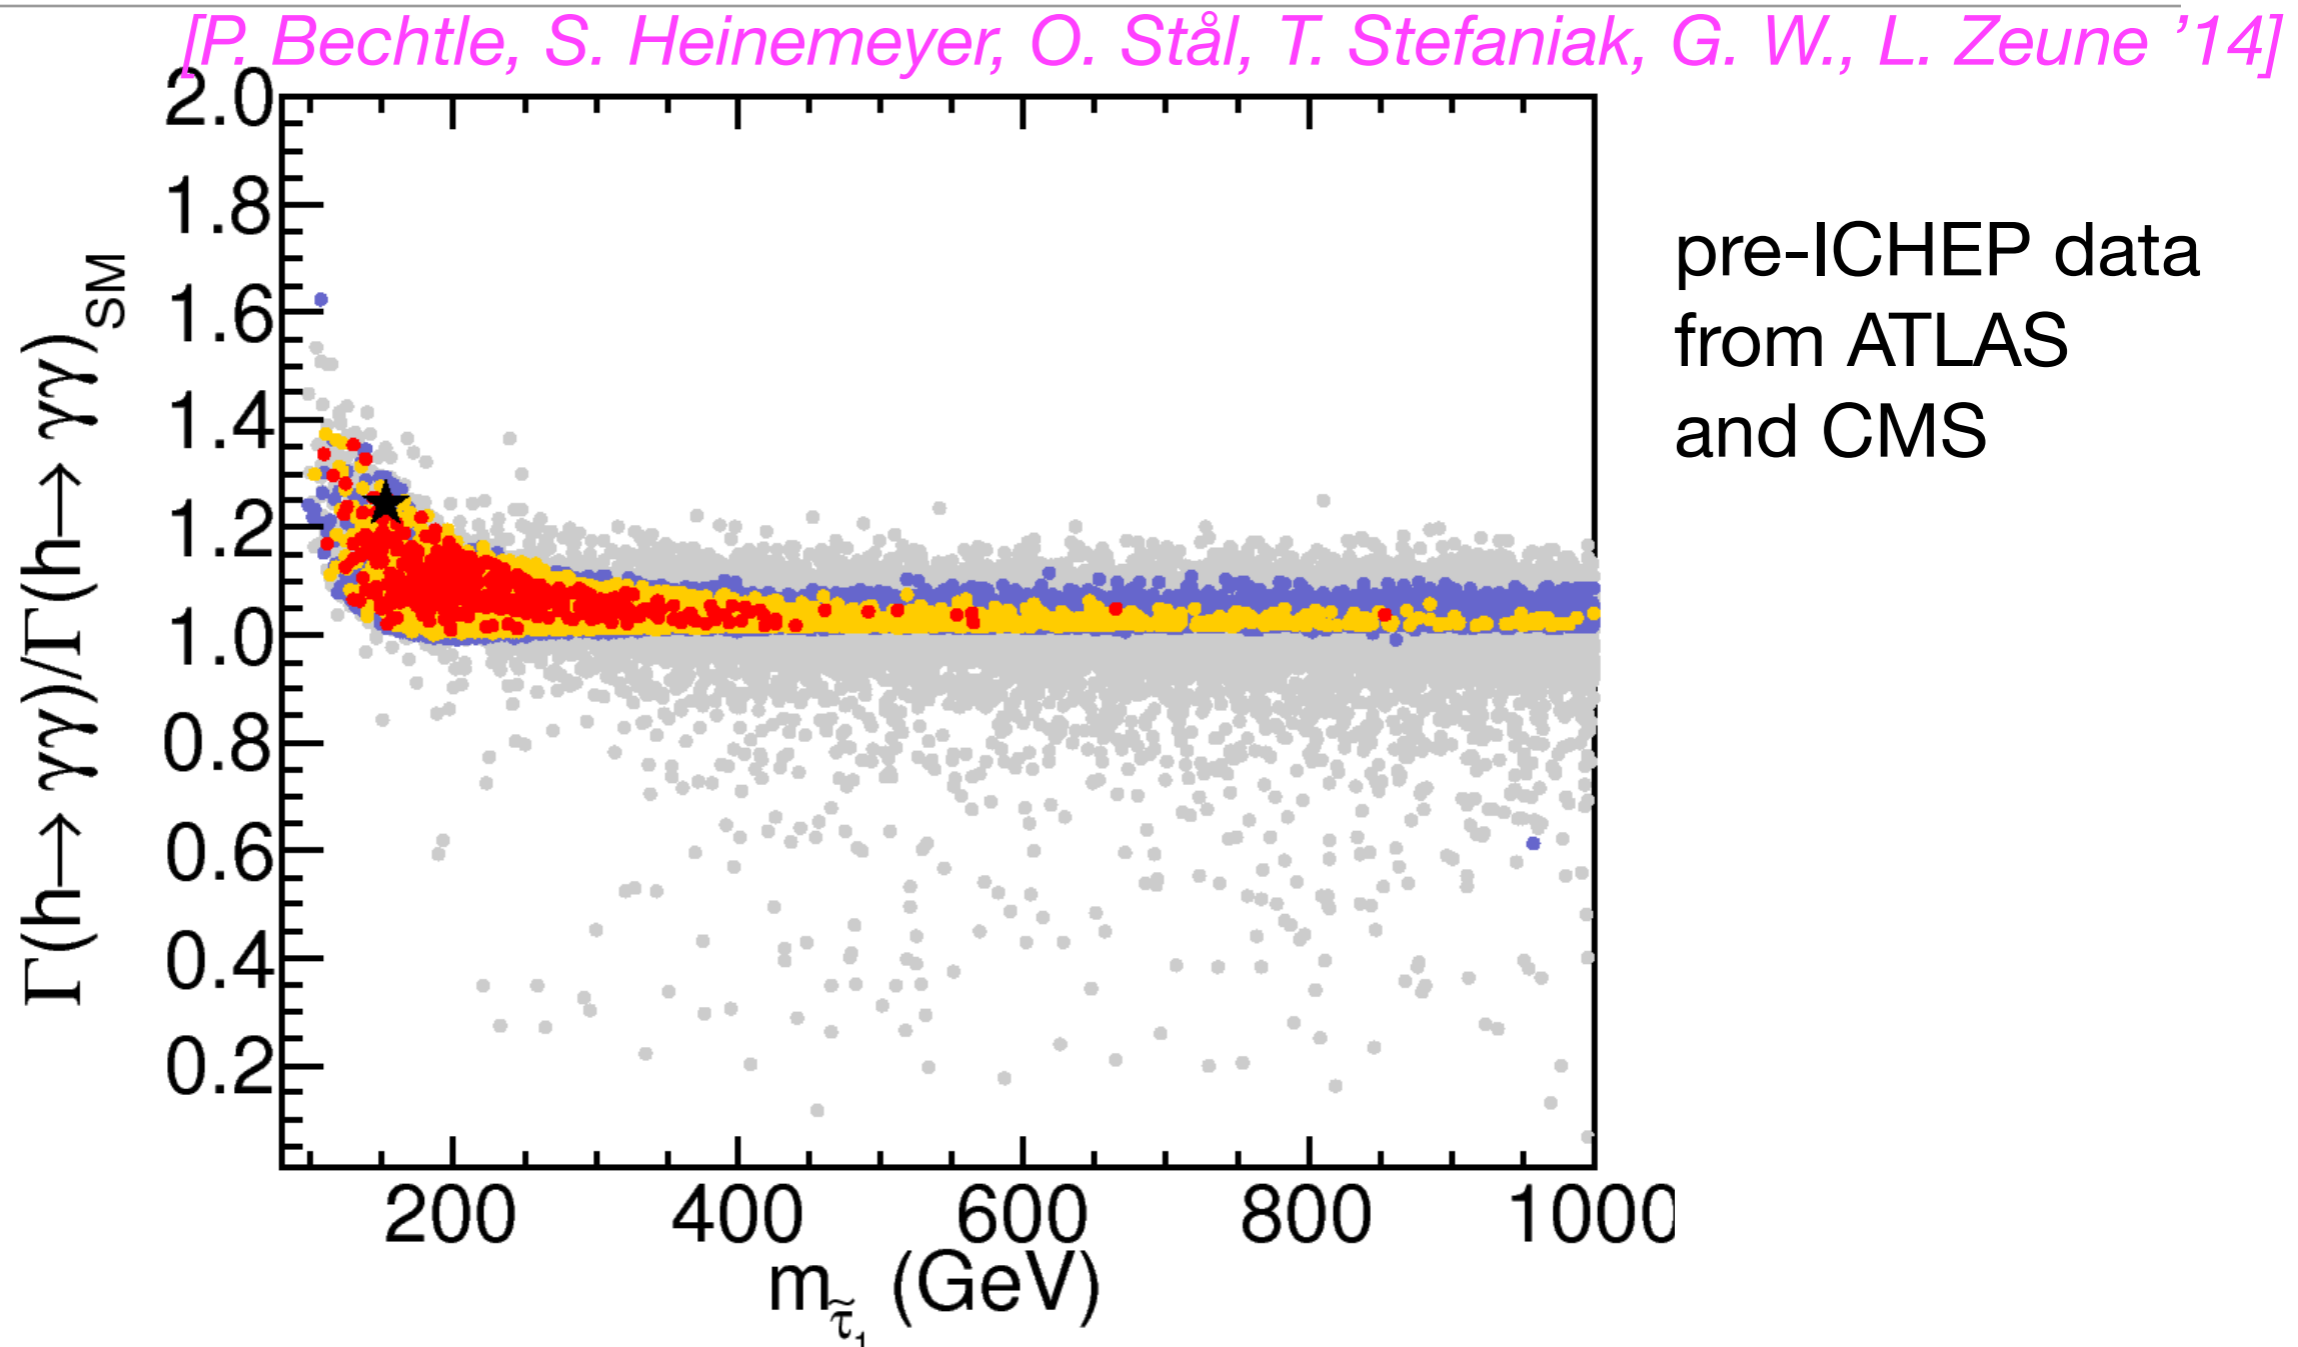 [P. Bechtle, S. Heinemeyer, O. Stål, T. Stefaniak, G. W., L. Zeune ’14]
2.0
1.8
1.6
1.4
1.2
1.0
0.8
0.6
0.4
0.2
Γ(h→ γγ)/Γ(h→ γγ)SM
200 400 600 800 1000
m τ̃1 (GeV)
pre-ICHEP data
from ATLAS
and CMS